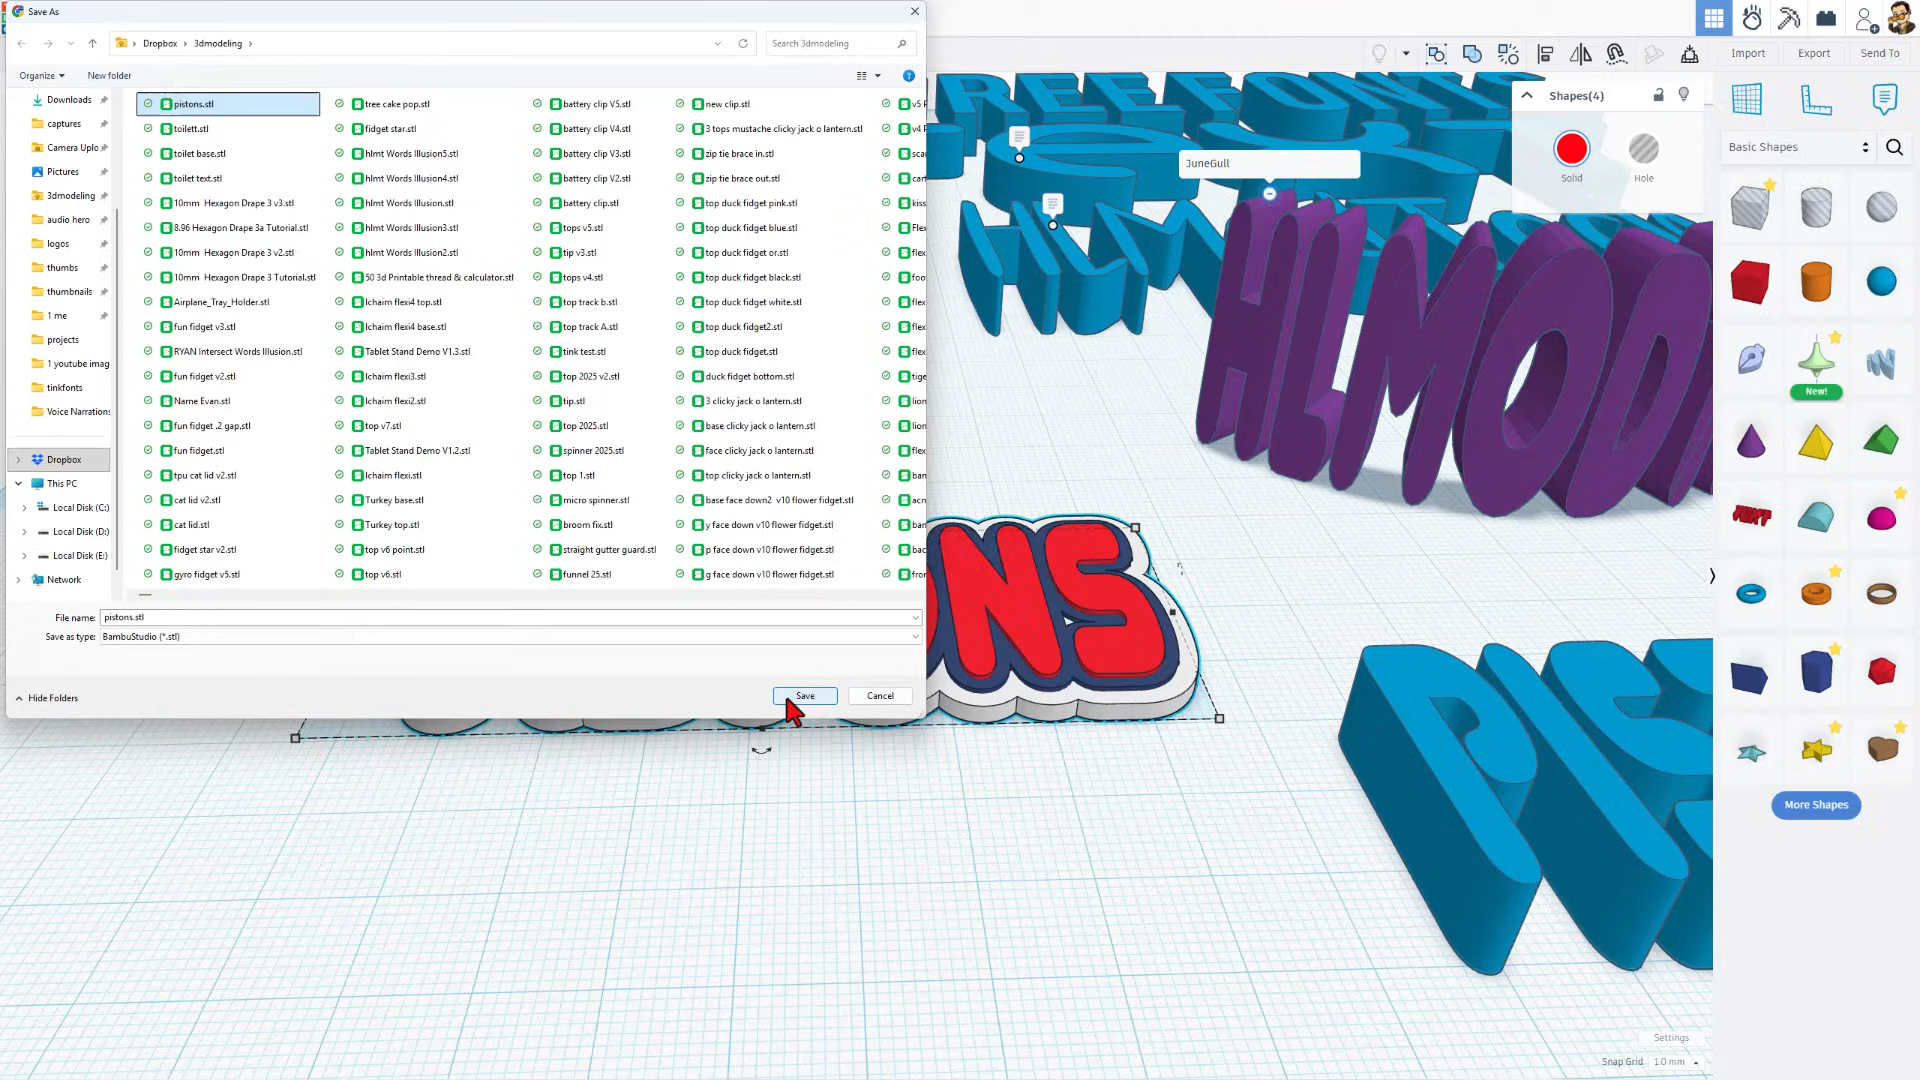 Save As
Dropbox
3dmodeling
Search 3dmodeling
Organize
New folder
Downloads
captures
Camera Uplo
Pictures
3dmodeling
audio hero
logos
thumbs
thumbnails
1 me
projects
1 youtube imag
tinkfonts
Voice Narrations
Dropbox
This PC
Local Disk (C:)
Local Disk (D:)
Local Disk (E:)
Network
pistons.stl
toilett.stl
toilet base.stl
toilet text.stl
10mm Hexagon Drape 3 v3.stl
8.96 Hexagon Drape 3a Tutorial.stl
10mm Hexagon Drape 3 v2.stl
10mm Hexagon Drape 3 Tutorial.stl
Airplane_Tray_Holder.stl
fun fidget v3.stl
RYAN Intersect Words Illusion.stl
fun fidget v2.stl
Name Evan.stl
fun fidget .2 gap.stl
fun fidget.stl
tpu cat lid v2.stl
cat lid v2.stl
cat lid.stl
fidget star v2.stl
gyro fidget v5.stl
tree cake pop.stl
fidget star.stl
hlmt Words Illusion5.stl
hlmt Words Illusion4.stl
hlmt Words Illusion.stl
hlmt Words Illusion3.stl
hlmt Words Illusion2.stl
50 3d Printable thread & calculator.stl
lchaim flexi4 top.stl
lchaim flexi4 base.stl
Tablet Stand Demo V1.3.stl
lchaim flexi3.stl
lchaim flexi2.stl
top v7.stl
Tablet Stand Demo V1.2.stl
lchaim flexi.stl
Turkey base.stl
Turkey top.stl
top v6 point.stl
top v6.stl
battery clip V5.stl
battery clip V4.stl
battery clip V3.stl
battery clip V2.stl
battery clip.stl
tops v5.stl
tip v3.stl
tops v4.stl
top track b.stl
top track A.stl
tink test.stl
top 2025 v2.stl
tip.stl
top 2025.stl
spinner 2025.stl
top 1.stl
micro spinner.stl
broom fix.stl
straight gutter guard.stl
funnel 25.stl
new clip.stl
3 tops mustache clicky jack o lantern.stl
zip tie brace in.stl
zip tie brace out.stl
top duck fidget pink.stl
top duck fidget blue.stl
top duck fidget or.stl
top duck fidget black.stl
top duck fidget white.stl
top duck fidget2.stl
top duck fidget.stl
duck fidget bottom.stl
3 clicky jack o lantern.stl
base clicky jack o lantern.stl
face clicky jack o lantern.stl
top clicky jack o lantern.stl
base face down2 v10 flower fidget.stl
y face down v10 flower fidget.stl
p face down v10 flower fidget.stl
g face down v10 flower fidget.stl
File name: pistons.stl
Save as type: BambuStudio (*.stl)
Hide Folders
Save
Cancel
Import
Export
Send To
Shapes(4)
Solid
Hole
JuneGull
HLMOD
NS
Basic Shapes
New!
More Shapes
Settings
Snap Grid 1.0 mm